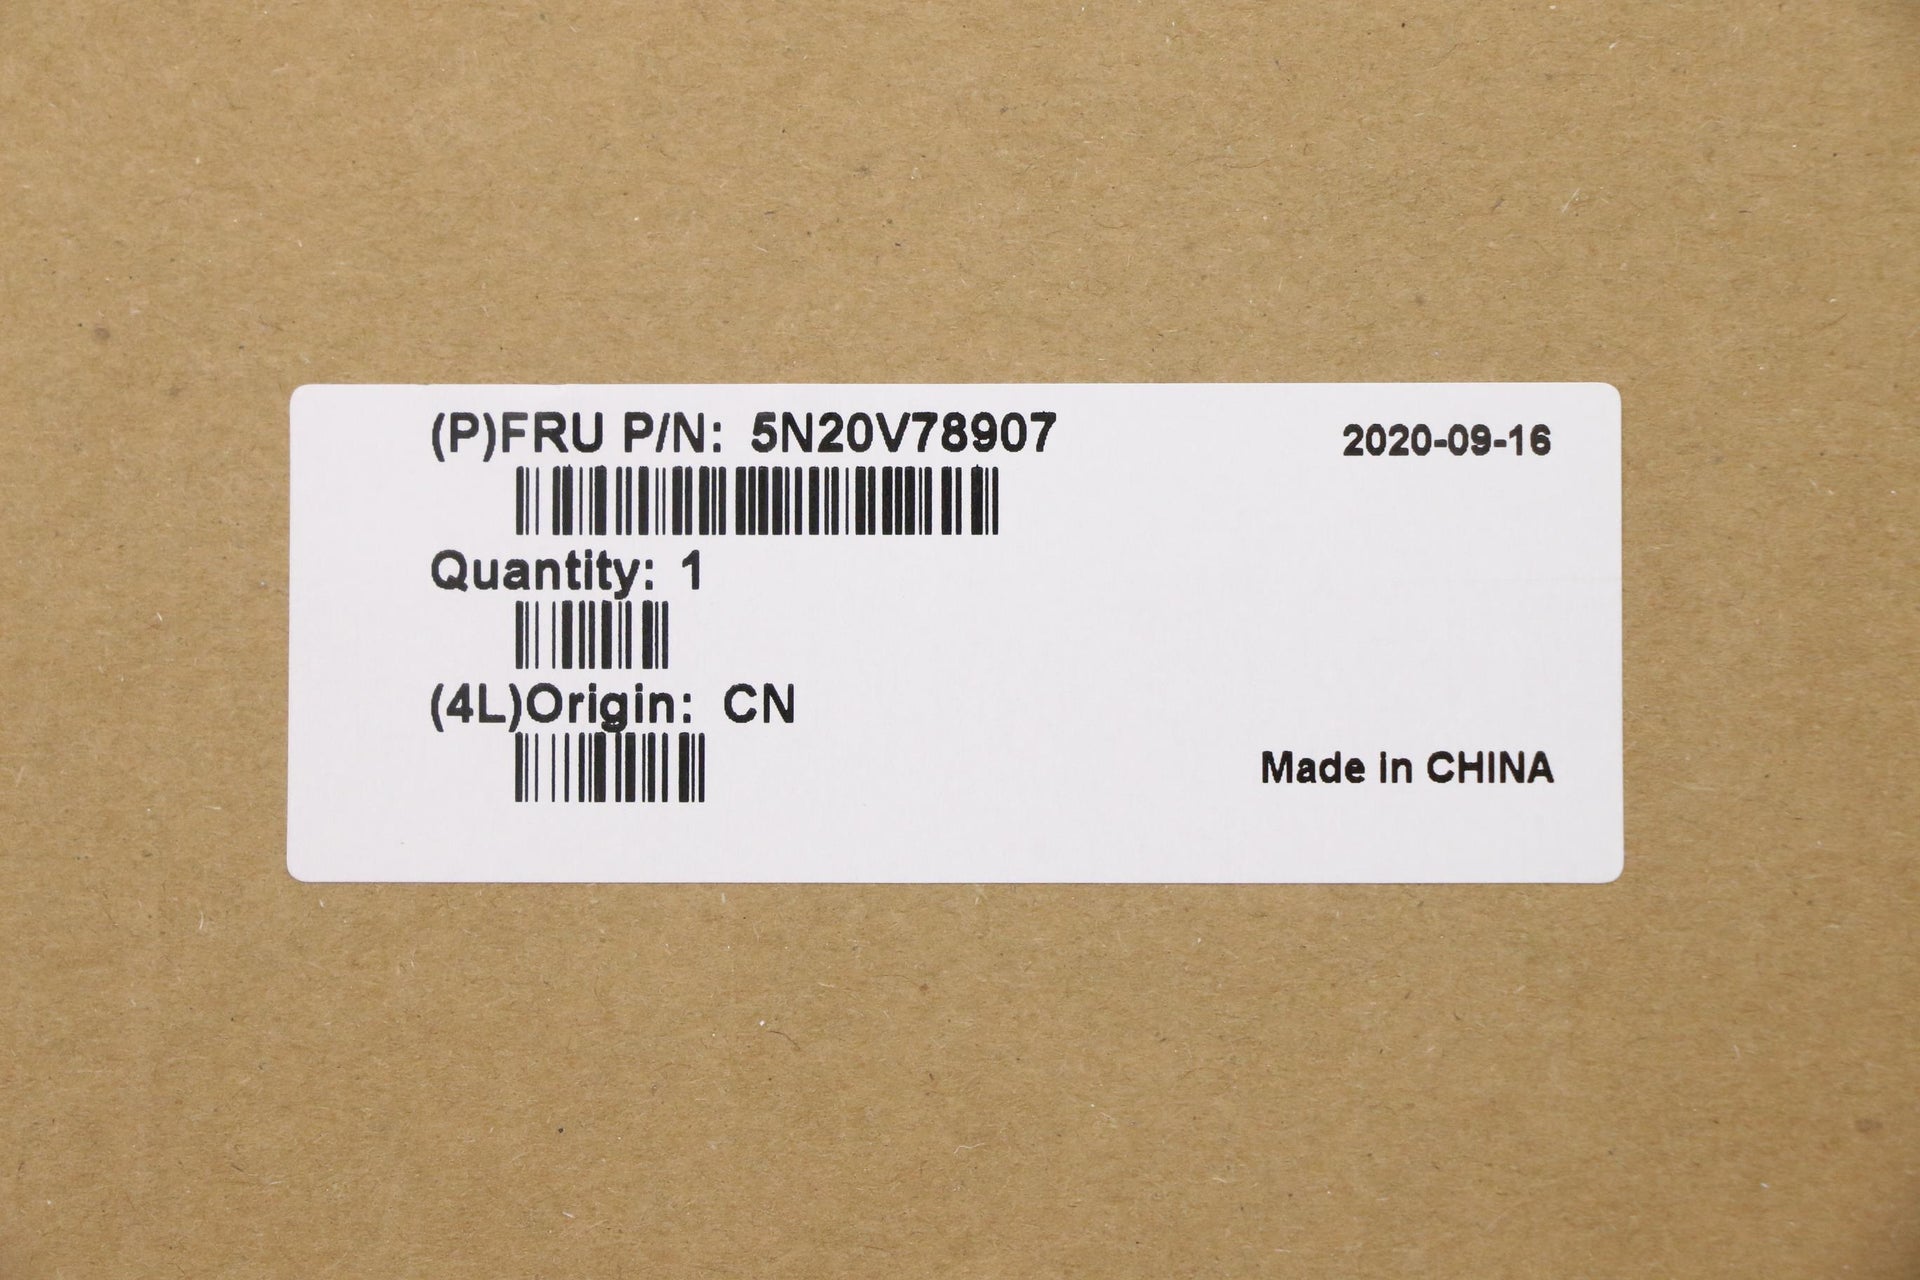 (P)FRU P/N: 5N20V78907
2020-09-16
Quantity: 1
(4L)Origin: CN
Made in CHINA